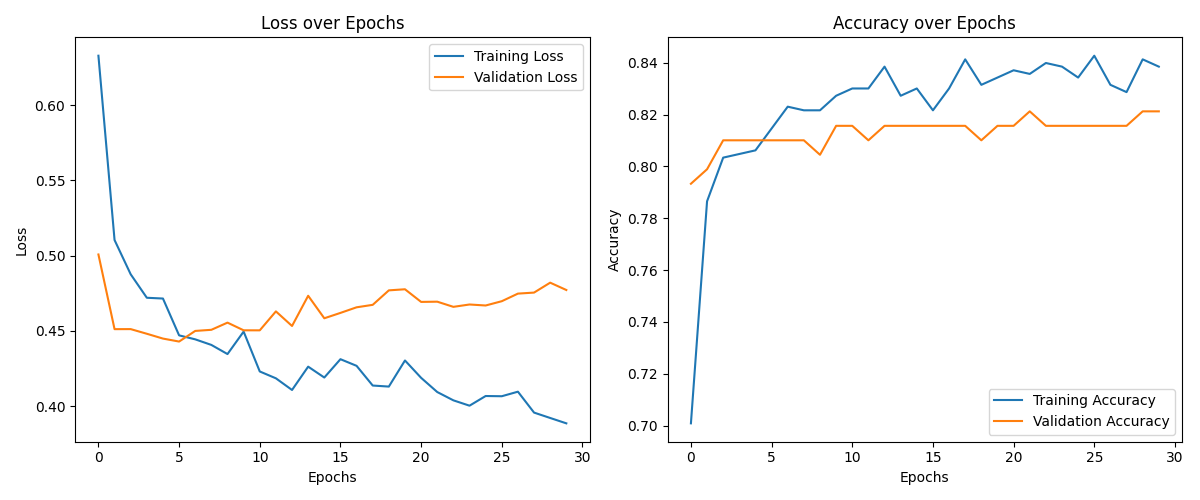 Loss over Epochs
Training Loss
Validation Loss
0.60
0.55
0.50
0.45
0.40
Loss
0 5 10 15 20 25 30
Epochs
Accuracy over Epochs
0.84
0.82
0.80
0.78
0.76
0.74
0.72
0.70
Accuracy
Training Accuracy
Validation Accuracy
0 5 10 15 20 25 30
Epochs